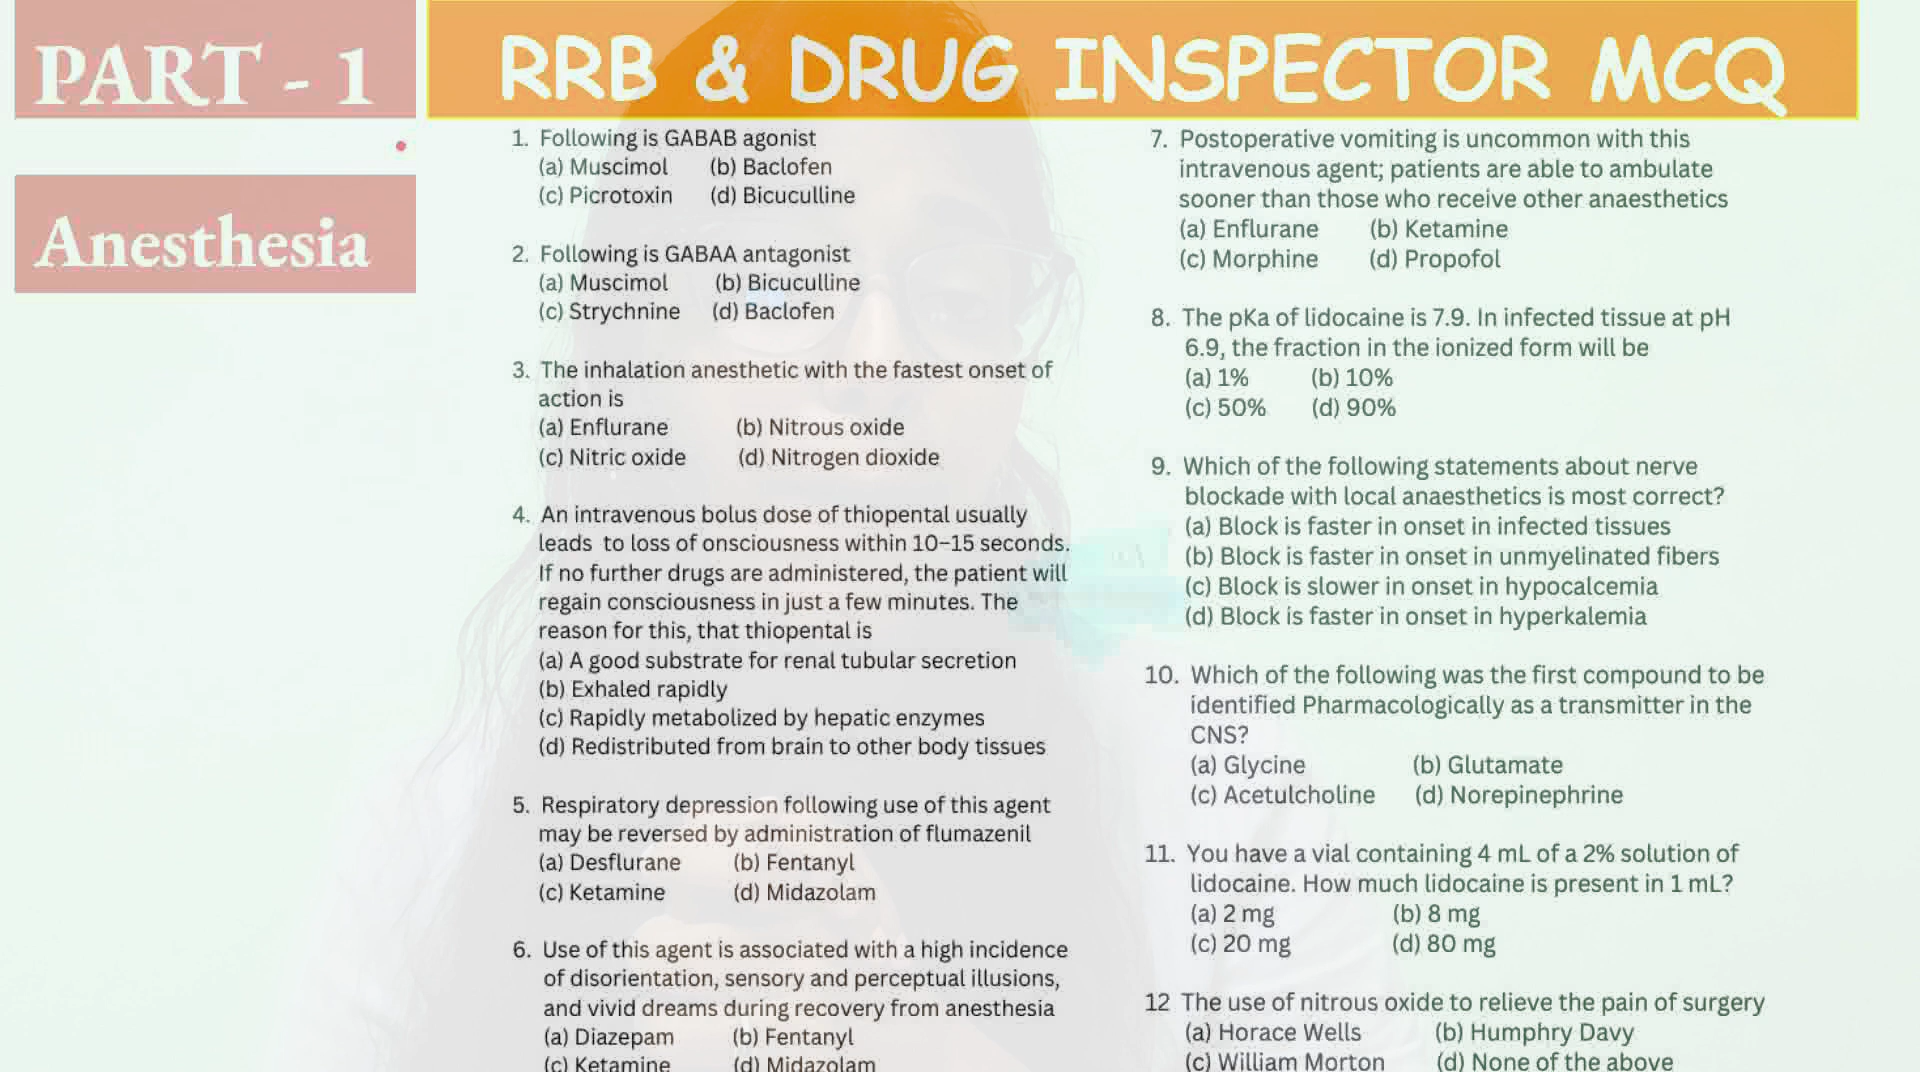 PART - 1
RRB & DRUG INSPECTOR MCQ
Anesthesia
1. Following is GABAB agonist
(a) Muscimol (b) Baclofen
(c) Picrotoxin (d) Bicuculline
2. Following is GABAA antagonist
(a) Muscimol (b) Bicuculline
(c) Strychnine (d) Baclofen
3. The inhalation anesthetic with the fastest onset of
action is
(a) Enflurane (b) Nitrous oxide
(c) Nitric oxide (d) Nitrogen dioxide
4. An intravenous bolus dose of thiopental usually
leads to loss of onsciousness within 10–15 seconds.
If no further drugs are administered, the patient will
regain consciousness in just a few minutes. The
reason for this, that thiopental is
(a) A good substrate for renal tubular secretion
(b) Exhaled rapidly
(c) Rapidly metabolized by hepatic enzymes
(d) Redistributed from brain to other body tissues
5. Respiratory depression following use of this agent
may be reversed by administration of flumazenil
(a) Desflurane (b) Fentanyl
(c) Ketamine (d) Midazolam
6. Use of this agent is associated with a high incidence
of disorientation, sensory and perceptual illusions,
and vivid dreams during recovery from anesthesia
(a) Diazepam (b) Fentanyl
(c) Ketamine (d) Midazolam
7. Postoperative vomiting is uncommon with this
intravenous agent; patients are able to ambulate
sooner than those who receive other anaesthetics
(a) Enflurane (b) Ketamine
(c) Morphine (d) Propofol
8. The pKa of lidocaine is 7.9. In infected tissue at pH
6.9, the fraction in the ionized form will be
(a) 1% (b) 10%
(c) 50% (d) 90%
9. Which of the following statements about nerve
blockade with local anaesthetics is most correct?
(a) Block is faster in onset in infected tissues
(b) Block is faster in onset in unmyelinated fibers
(c) Block is slower in onset in hypocalcemia
(d) Block is faster in onset in hyperkalemia
10. Which of the following was the first compound to be
identified Pharmacologically as a transmitter in the
CNS?
(a) Glycine (b) Glutamate
(c) Acetulcholine (d) Norepinephrine
11. You have a vial containing 4 mL of a 2% solution of
lidocaine. How much lidocaine is present in 1 mL?
(a) 2 mg (b) 8 mg
(c) 20 mg (d) 80 mg
12 The use of nitrous oxide to relieve the pain of surgery
(a) Horace Wells (b) Humphry Davy
(c) William Morton (d) None of the above